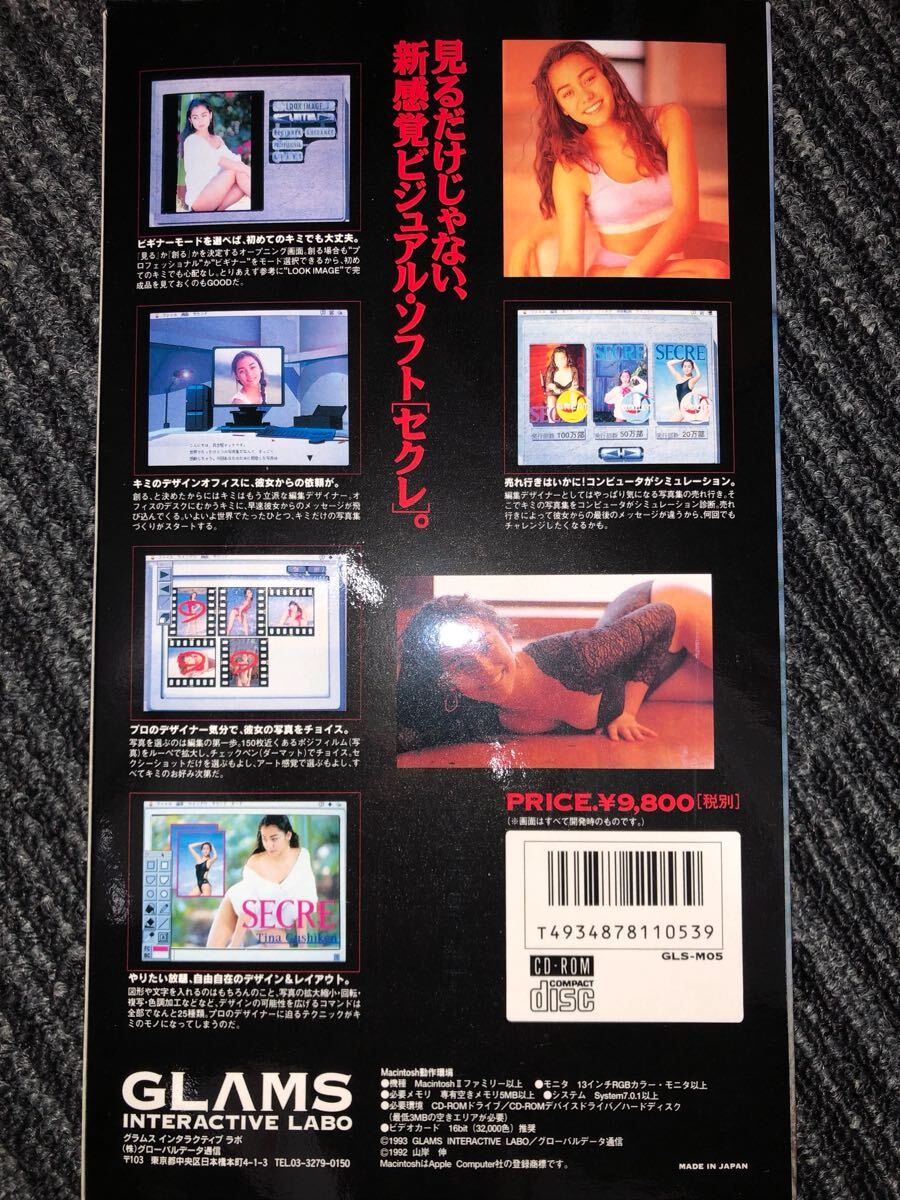 見るだけじゃない、
新感覚ビジュアル・ソフト[セクレ]。
LOOK IMAGE
BEGINNER
GUIDANCE
PROFESSIONAL
START
ビギナーモードを選べば、初めてのキミでも大丈夫。
「見る」か「創る」かを決定するオープニング画面。創る場合も"プ
ロフェッショナル"か"ビギナー"をモード選択できるから、初め
てのキミでも心配なし。とりあえず参考に"LOOK IMAGE"で完
成品を見ておくのもGOODだ。
キミのデザインオフィスに、彼女からの依頼が。
創る、と決めたからにはキミはもう立派な編集デザイナー。オ
フィスのデスクにむかうキミに、早速彼女からのメッセージが飛
び込んでくる。いよいよ世界でたったひとつ、キミだけの写真集
づくりがスタートする。
SECRE
SECRE
SECRE
発行部数 100万部
発行部数 50万部
発行部数 20万部
売れ行きはいかに!コンピュータがシミュレーション。
編集デザイナーとしてはやっぱり気になる写真集の売れ行き。そ
こでキミの写真集をコンピュータがシミュレーション診断。売れ
行きによって彼女からの最後のメッセージが違うから、何回でも
チャレンジしたくなるかも。
プロのデザイナー気分で、彼女の写真をチョイス。
写真を選ぶのは編集の第一歩。150枚近くあるポジフィルム(写
真)をルーペで拡大し、チェックペン(ダーマット)でチョイス。セ
クシーショットだけを選ぶもよし、アート感覚で選ぶもよし、す
べてキミのお好み次第だ。
SECRE
Tina Gushiken
やりたい放題、自由自在のデザイン&レイアウト。
図形や文字を入れるのはもちろんのこと、写真の拡大縮小・回転・
複写・色調加工などなど、デザインの可能性を広げるコマンドは
全部でなんと25種類。プロのデザイナーに迫るテクニックがキ
ミのモノになってしまうのだ。
PRICE.¥9,800[税別]
(※画面はすべて開発時のものです。)
T4934878110539
GLS-M05
CD-ROM
COMPACT
disc
GLAMS
INTERACTIVE LABO
グラムス インタラクティブ ラボ
(株)グローバルデータ通信
〒103 東京都中央区日本橋本町4-1-3 TEL.03-3279-0150
Macintosh動作環境
●機種 MacintoshⅡファミリー以上 ●モニタ 13インチRGBカラー・モニタ以上
●必要メモリ 専有空きメモリ5MB以上 ●システム System7.0.1以上
●必要環境 CD-ROMドライブ/CD-ROMデバイスドライバ/ハードディスク
(最低3MBの空きエリアが必要)
●ビデオカード 16bit (32,000色) 推奨
©1993 GLAMS INTERACTIVE LABO/グローバルデータ通信
©1992 山岸 伸
MacintoshはApple Computer社の登録商標です。
MADE IN JAPAN